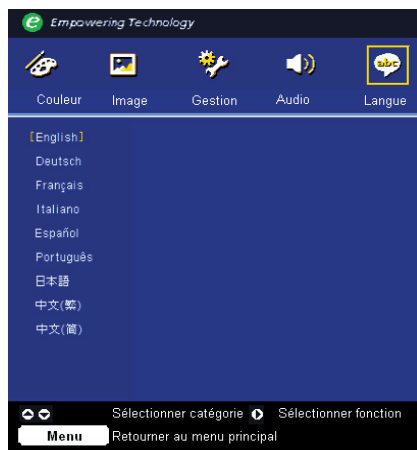 Empowering Technology
Couleur Image Gestion Audio Langue
[English]
Deutsch
Français
Italiano
Español
Português
日本語
中文(繁)
中文(简)
Sélectionner catégorie Sélectionner fonction
Menu Retourner au menu principal